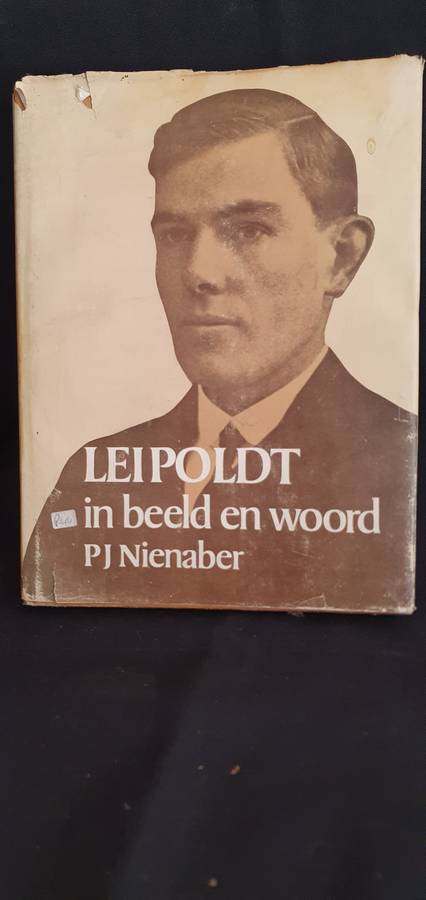 LEIPOLDT
in beeld en woord
PJ Nienaber